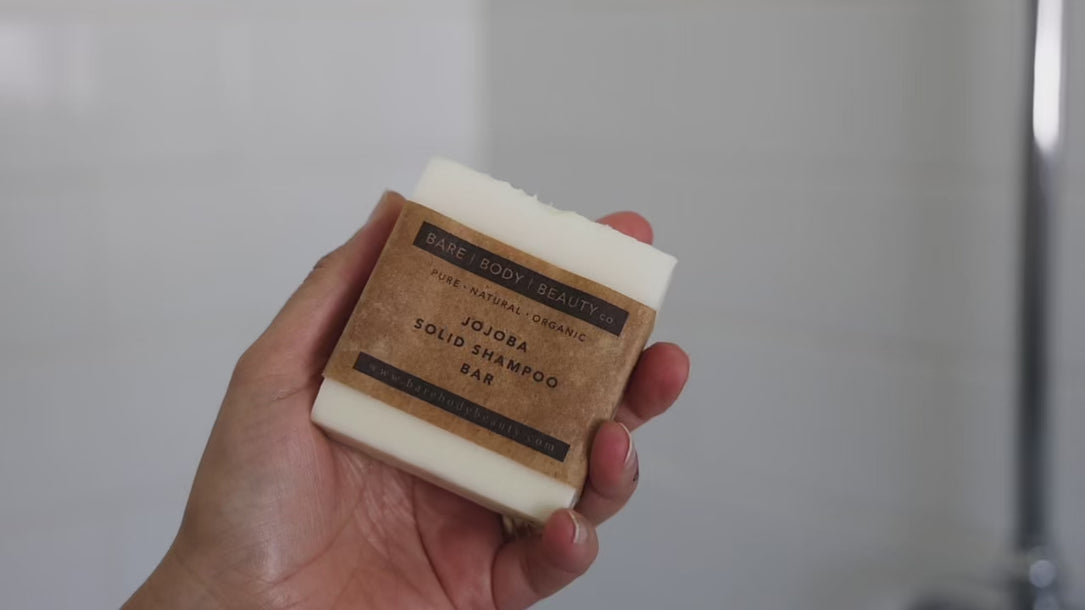 BARE | BODY | BEAUTY co
PURE · NATURAL · ORGANIC
JOJOBA
SOLID SHAMPOO
BAR
www.barebodybeauty.com